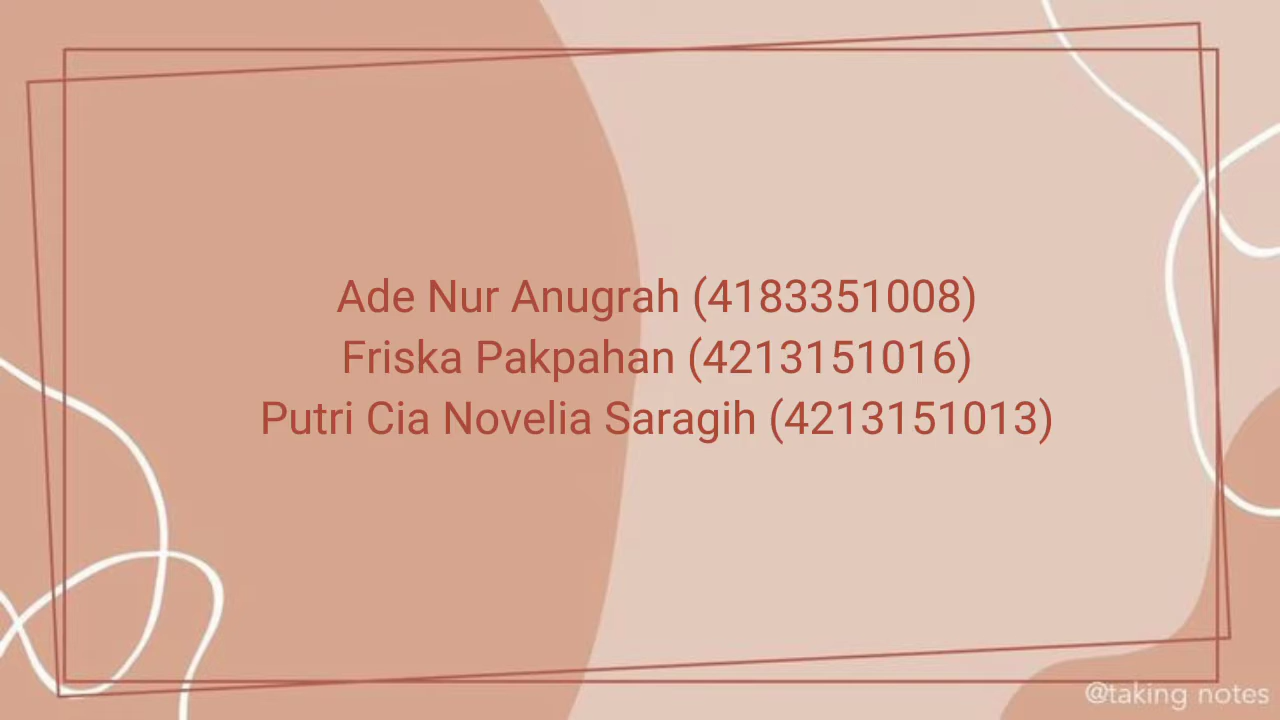 Ade Nur Anugrah (4183351008)
Friska Pakpahan (4213151016)
Putri Cia Novelia Saragih (4213151013)
@taking notes